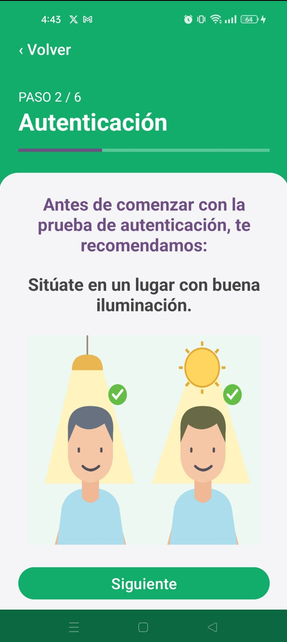 4:43
64
‹ Volver
PASO 2 / 6
Autenticación
Antes de comenzar con la
prueba de autenticación, te
recomendamos:
Sitúate en un lugar con buena
iluminación.
Siguiente